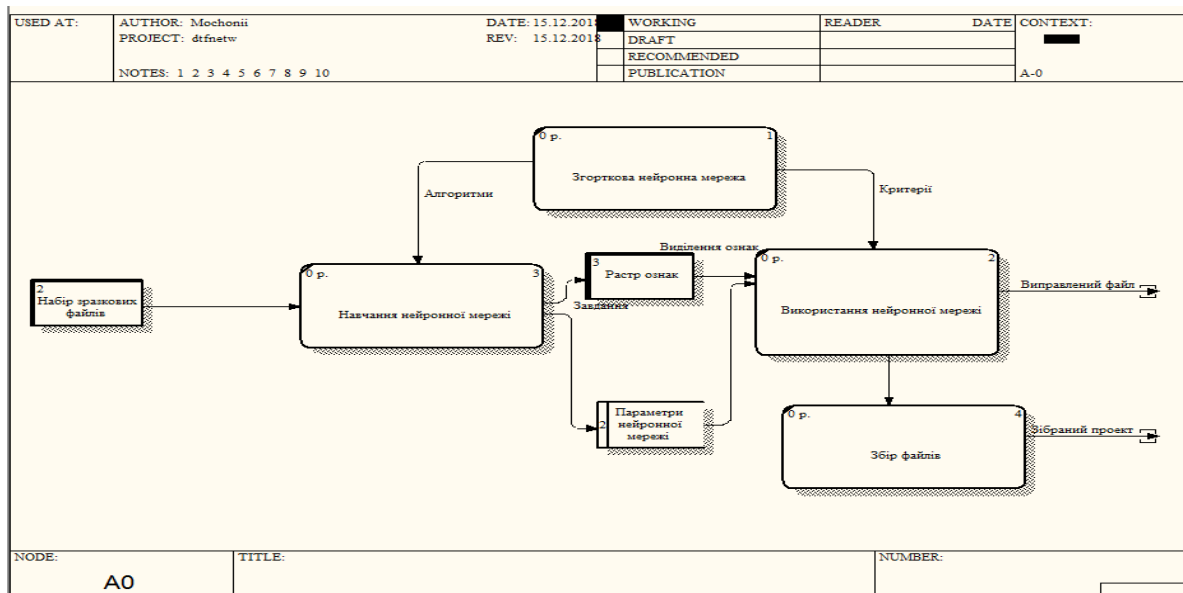 USED AT:
AUTHOR: Mochonii
DATE: 15.12.2018
PROJECT: dtfnetw
REV: 15.12.2018
NOTES: 1 2 3 4 5 6 7 8 9 10
WORKING
DRAFT
RECOMMENDED
PUBLICATION
READER
DATE
CONTEXT:
A-0
0 р.
1
Згорткова нейронна мережа
Алгоритми
Критерії
2
Набір зразкових
файлів
0 р.
3
Навчання нейронної мережі
3
Растр ознак
Виділення ознак
Завдання
0 р.
2
Використання нейронної мережі
Виправлений файл
2
Параметри
нейронної
мережі
0 р.
4
Збір файлів
Зібраний проект
NODE:
A0
TITLE:
NUMBER: